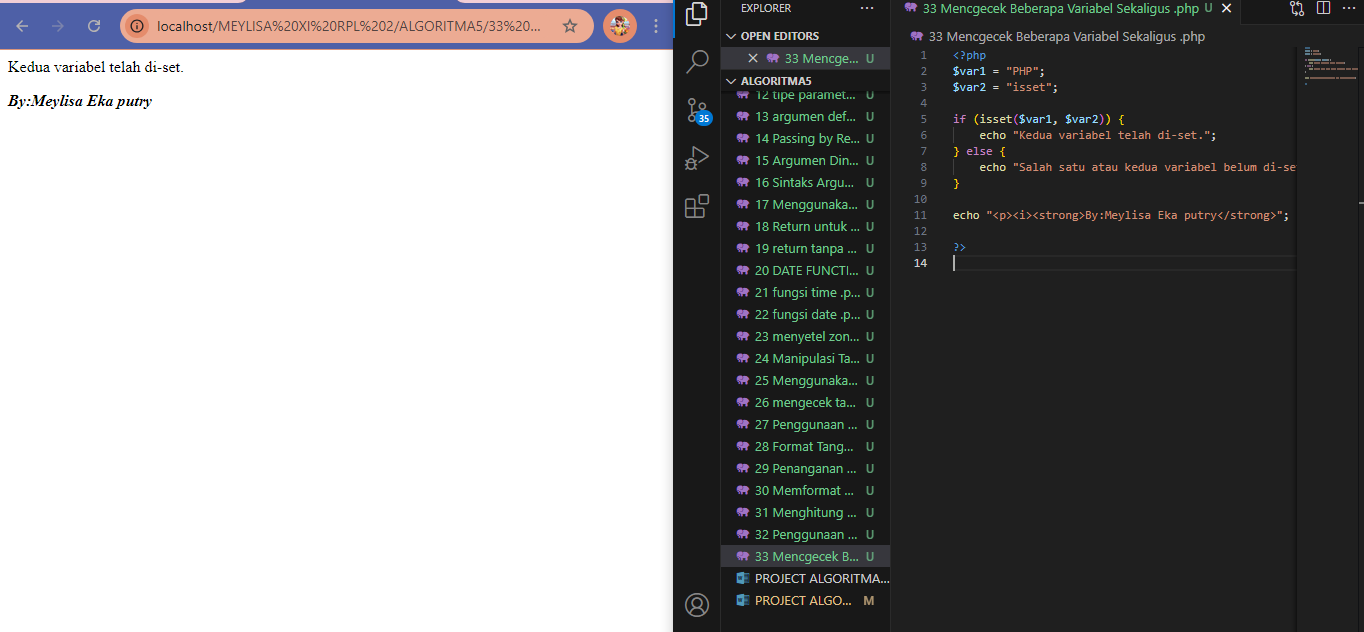 localhost/MEYLISA%20XI%20RPL%202/ALGORITMA5/33%20...
Kedua variabel telah di-set.
By:Meylisa Eka putry
35
EXPLORER ...
OPEN EDITORS
33 Mencge... U
ALGORITMA5
12 tipe paramet... U
13 argumen def... U
14 Passing by Re... U
15 Argumen Din... U
16 Sintaks Argu... U
17 Menggunaka... U
18 Return untuk ... U
19 return tanpa ... U
20 DATE FUNCTI... U
21 fungsi time .p... U
22 fungsi date .p... U
23 menyetel zon... U
24 Manipulasi Ta... U
25 Menggunaka... U
26 mengecek ta... U
27 Penggunaan ... U
28 Format Tang... U
29 Penanganan ... U
30 Memformat ... U
31 Menghitung ... U
32 Penggunaan ... U
33 Mencgecek B... U
PROJECT ALGORITMA...
PROJECT ALGO... M
33 Mencgecek Beberapa Variabel Sekaligus .php U
33 Mencgecek Beberapa Variabel Sekaligus .php
1 <?php
2 $var1 = "PHP";
3 $var2 = "isset";
4
5 if (isset($var1, $var2)) {
6 echo "Kedua variabel telah di-set.";
7 } else {
8 echo "Salah satu atau kedua variabel belum di-se
9 }
10
11 echo "<p><i><strong>By:Meylisa Eka putry</strong>";
12
13 ?>
14